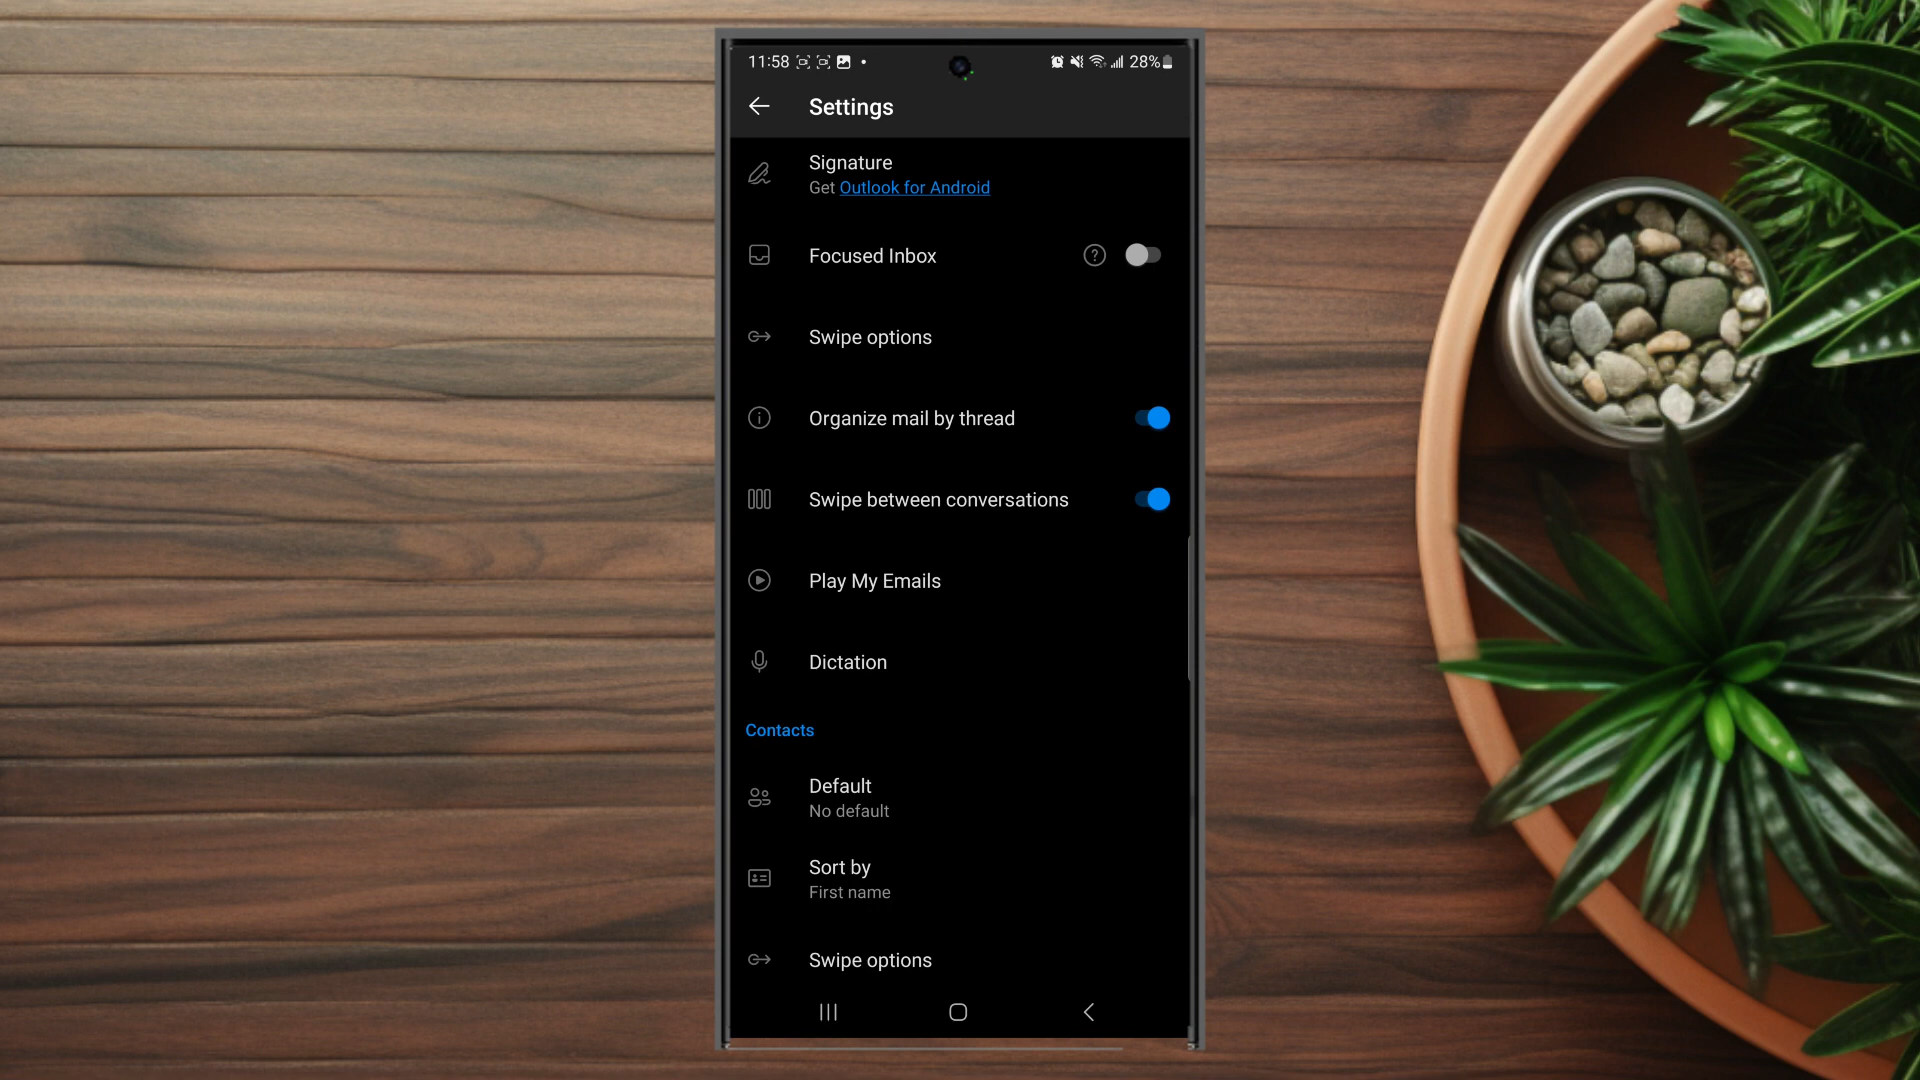 11:58 28%
Settings
Signature
Get Outlook for Android
Focused Inbox
Swipe options
Organize mail by thread
Swipe between conversations
Play My Emails
Dictation
Contacts
Default
No default
Sort by
First name
Swipe options